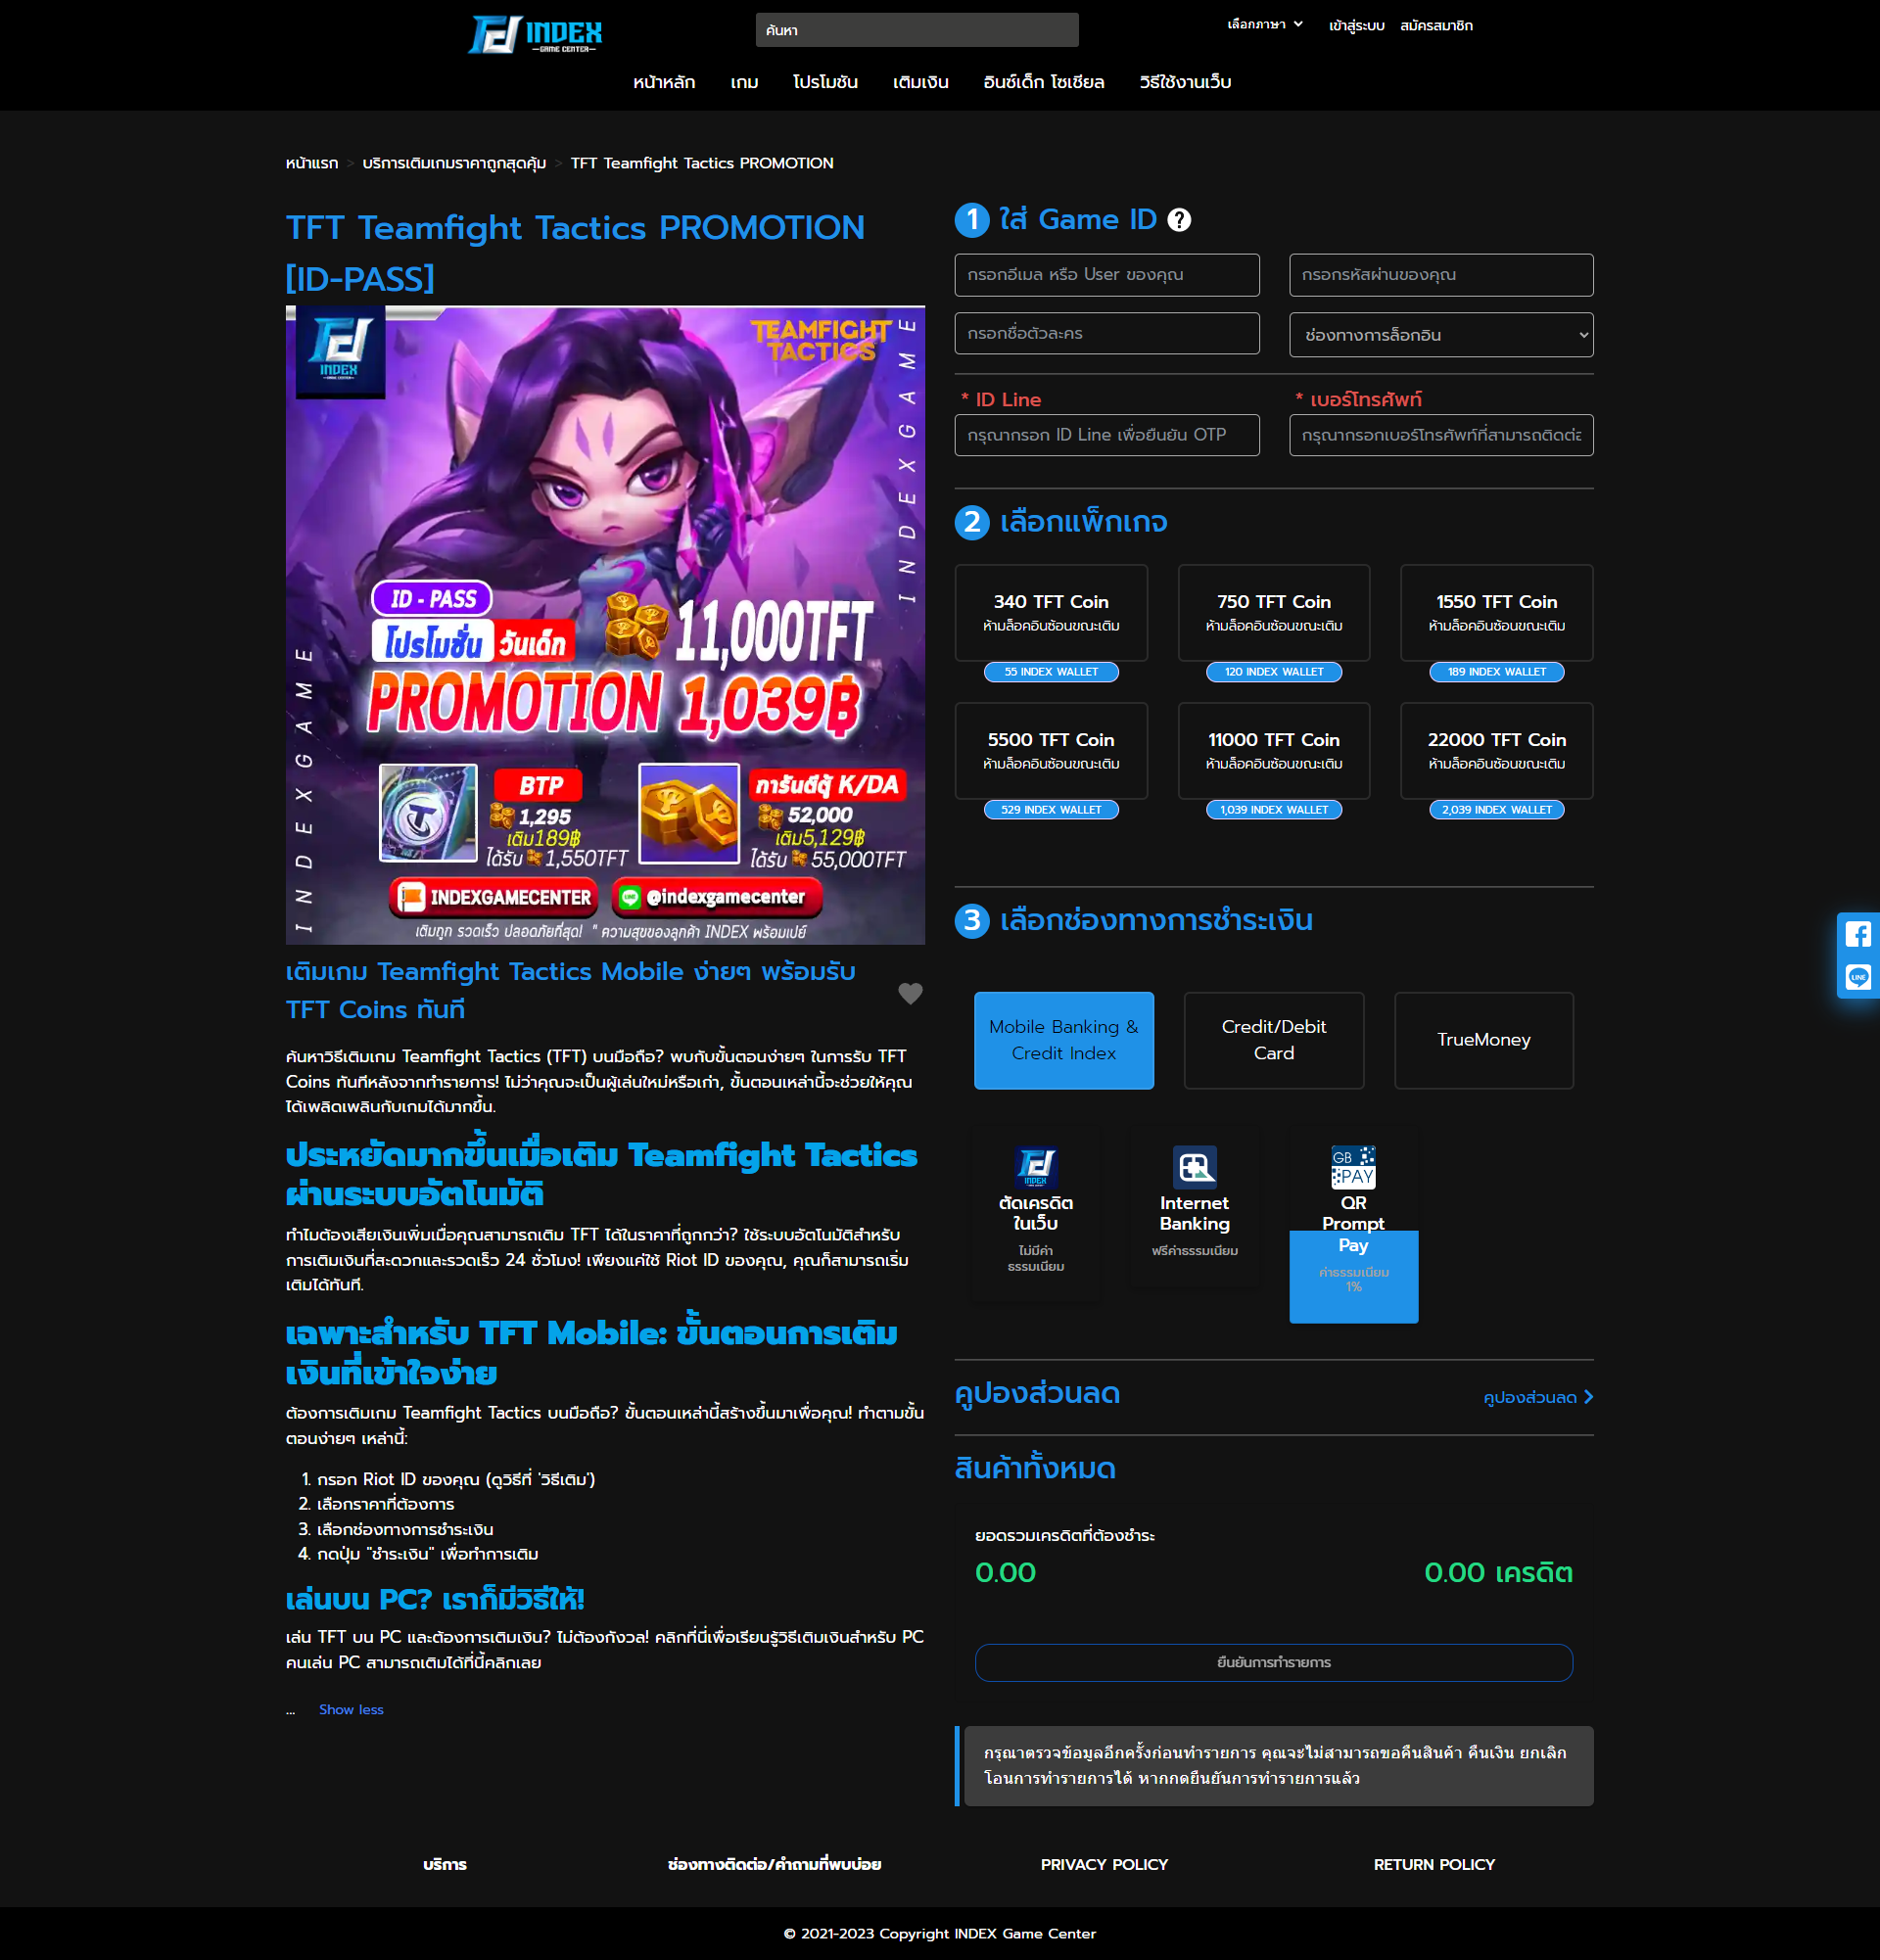 INDEX
GAME CENTER
ค้นหา
เลือกภาษา
เข้าสู่ระบบ
สมัครสมาชิก
หน้าหลัก
เกม
โปรโมชัน
เติมเงิน
อินซ์เด็ก โซเชียล
วิธีใช้งานเว็บ
หน้าแรก > บริการเติมเกมราคาถูกสุดคุ้ม > TFT Teamfight Tactics PROMOTION
TFT Teamfight Tactics PROMOTION
[ID-PASS]
INDEX
GAME CENTER
TEAMFIGHT
TACTICS
INDEXGAME
INDEXGAME
ID - PASS
โปรโมชั่น วันเด็ก
11,000TFT
PROMOTION 1,039฿
BTP
1,295
เติม189฿
ได้รับ 1,550TFT
การันตีตู้ K/DA
52,000
เติม5,129฿
ได้รับ 55,000TFT
INDEXGAMECENTER
LINE
@indexgamecenter
เติมถูก รวดเร็ว ปลอดภัยที่สุด! " ความสุขของลูกค้า INDEX พร้อมเปย์
เติมเกม Teamfight Tactics Mobile ง่ายๆ พร้อมรับ
TFT Coins ทันที
ค้นหาวิธีเติมเกม Teamfight Tactics (TFT) บนมือถือ? พบกับขั้นตอนง่ายๆ ในการรับ TFT
Coins ทันทีหลังจากทำรายการ! ไม่ว่าคุณจะเป็นผู้เล่นใหม่หรือเก่า, ขั้นตอนเหล่านี้จะช่วยให้คุณ
ได้เพลิดเพลินกับเกมได้มากขึ้น.
ประหยัดมากขึ้นเมื่อเติม Teamfight Tactics
ผ่านระบบอัตโนมัติ
ทำไมต้องเสียเงินเพิ่มเมื่อคุณสามารถเติม TFT ได้ในราคาที่ถูกกว่า? ใช้ระบบอัตโนมัติสำหรับ
การเติมเงินที่สะดวกและรวดเร็ว 24 ชั่วโมง! เพียงแค่ใช้ Riot ID ของคุณ, คุณก็สามารถเริ่ม
เติมได้ทันที.
เฉพาะสำหรับ TFT Mobile: ขั้นตอนการเติม
เงินที่เข้าใจง่าย
ต้องการเติมเกม Teamfight Tactics บนมือถือ? ขั้นตอนเหล่านี้สร้างขึ้นมาเพื่อคุณ! ทำตามขั้น
ตอนง่ายๆ เหล่านี้:
1. กรอก Riot ID ของคุณ (ดูวิธีที่ 'วิธีเติม')
2. เลือกราคาที่ต้องการ
3. เลือกช่องทางการชำระเงิน
4. กดปุ่ม "ชำระเงิน" เพื่อทำการเติม
เล่นบน PC? เราก็มีวิธีให้!
เล่น TFT บน PC และต้องการเติมเงิน? ไม่ต้องกังวล! คลิกที่นี่เพื่อเรียนรู้วิธีเติมเงินสำหรับ PC
คนเล่น PC สามารถเติมได้ที่นี้คลิกเลย
... Show less
1 ใส่ Game ID ?
กรอกอีเมล หรือ User ของคุณ
กรอกรหัสผ่านของคุณ
กรอกชื่อตัวละคร
ช่องทางการล็อกอิน
* ID Line
* เบอร์โทรศัพท์
กรุณากรอก ID Line เพื่อยืนยัน OTP
กรุณากรอกเบอร์โทรศัพท์ที่สามารถติดต่อ
2 เลือกแพ็กเกจ
340 TFT Coin
ห้ามล็อคอินซ้อนขณะเติม
55 INDEX WALLET
750 TFT Coin
ห้ามล็อคอินซ้อนขณะเติม
120 INDEX WALLET
1550 TFT Coin
ห้ามล็อคอินซ้อนขณะเติม
189 INDEX WALLET
5500 TFT Coin
ห้ามล็อคอินซ้อนขณะเติม
529 INDEX WALLET
11000 TFT Coin
ห้ามล็อคอินซ้อนขณะเติม
1,039 INDEX WALLET
22000 TFT Coin
ห้ามล็อคอินซ้อนขณะเติม
2,039 INDEX WALLET
3 เลือกช่องทางการชำระเงิน
Mobile Banking &
Credit Index
Credit/Debit
Card
TrueMoney
INDEX
ตัดเครดิต
ในเว็บ
ไม่มีค่า
ธรรมเนียม
Internet
Banking
ฟรีค่าธรรมเนียม
GB
PAY
QR
Prompt
Pay
ค่าธรรมเนียม
1%
LINE
คูปองส่วนลด
คูปองส่วนลด
สินค้าทั้งหมด
ยอดรวมเครดิตที่ต้องชำระ
0.00
0.00 เครดิต
ยืนยันการทำรายการ
กรุณาตรวจข้อมูลอีกครั้งก่อนทำรายการ คุณจะไม่สามารถขอคืนสินค้า คืนเงิน ยกเลิก
โอนการทำรายการได้ หากกดยืนยันการทำรายการแล้ว
บริการ
ช่องทางติดต่อ/คำถามที่พบบ่อย
PRIVACY POLICY
RETURN POLICY
© 2021-2023 Copyright INDEX Game Center